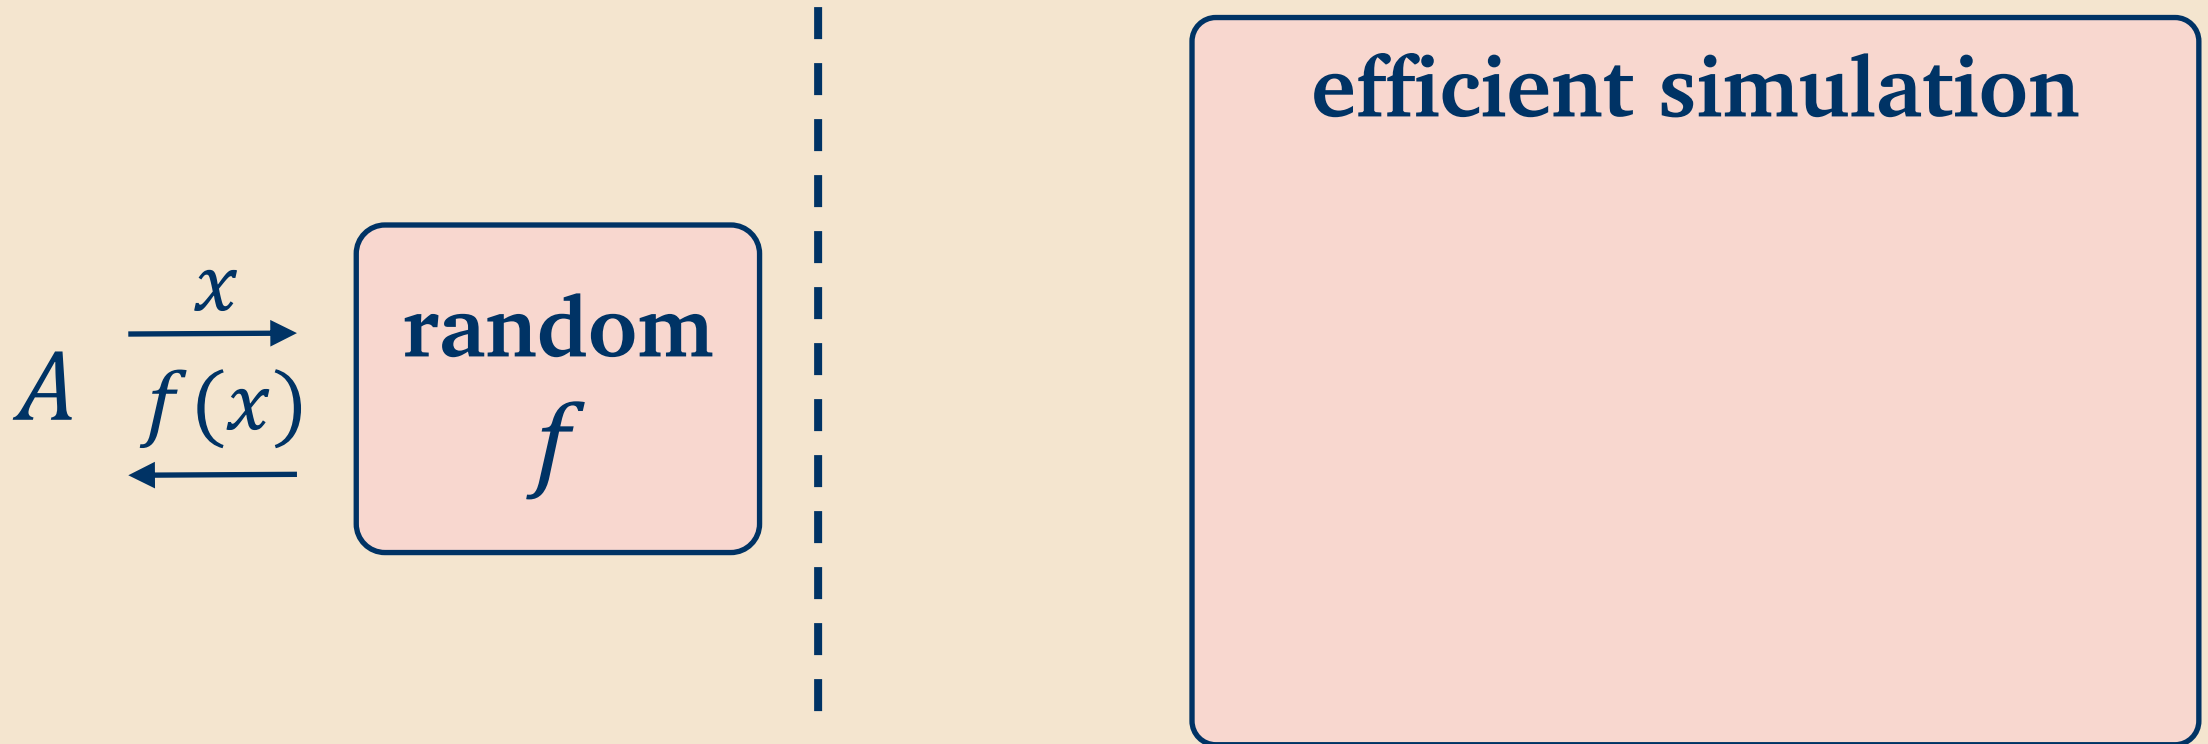 efficient simulation
x
random
A
f(x)
f